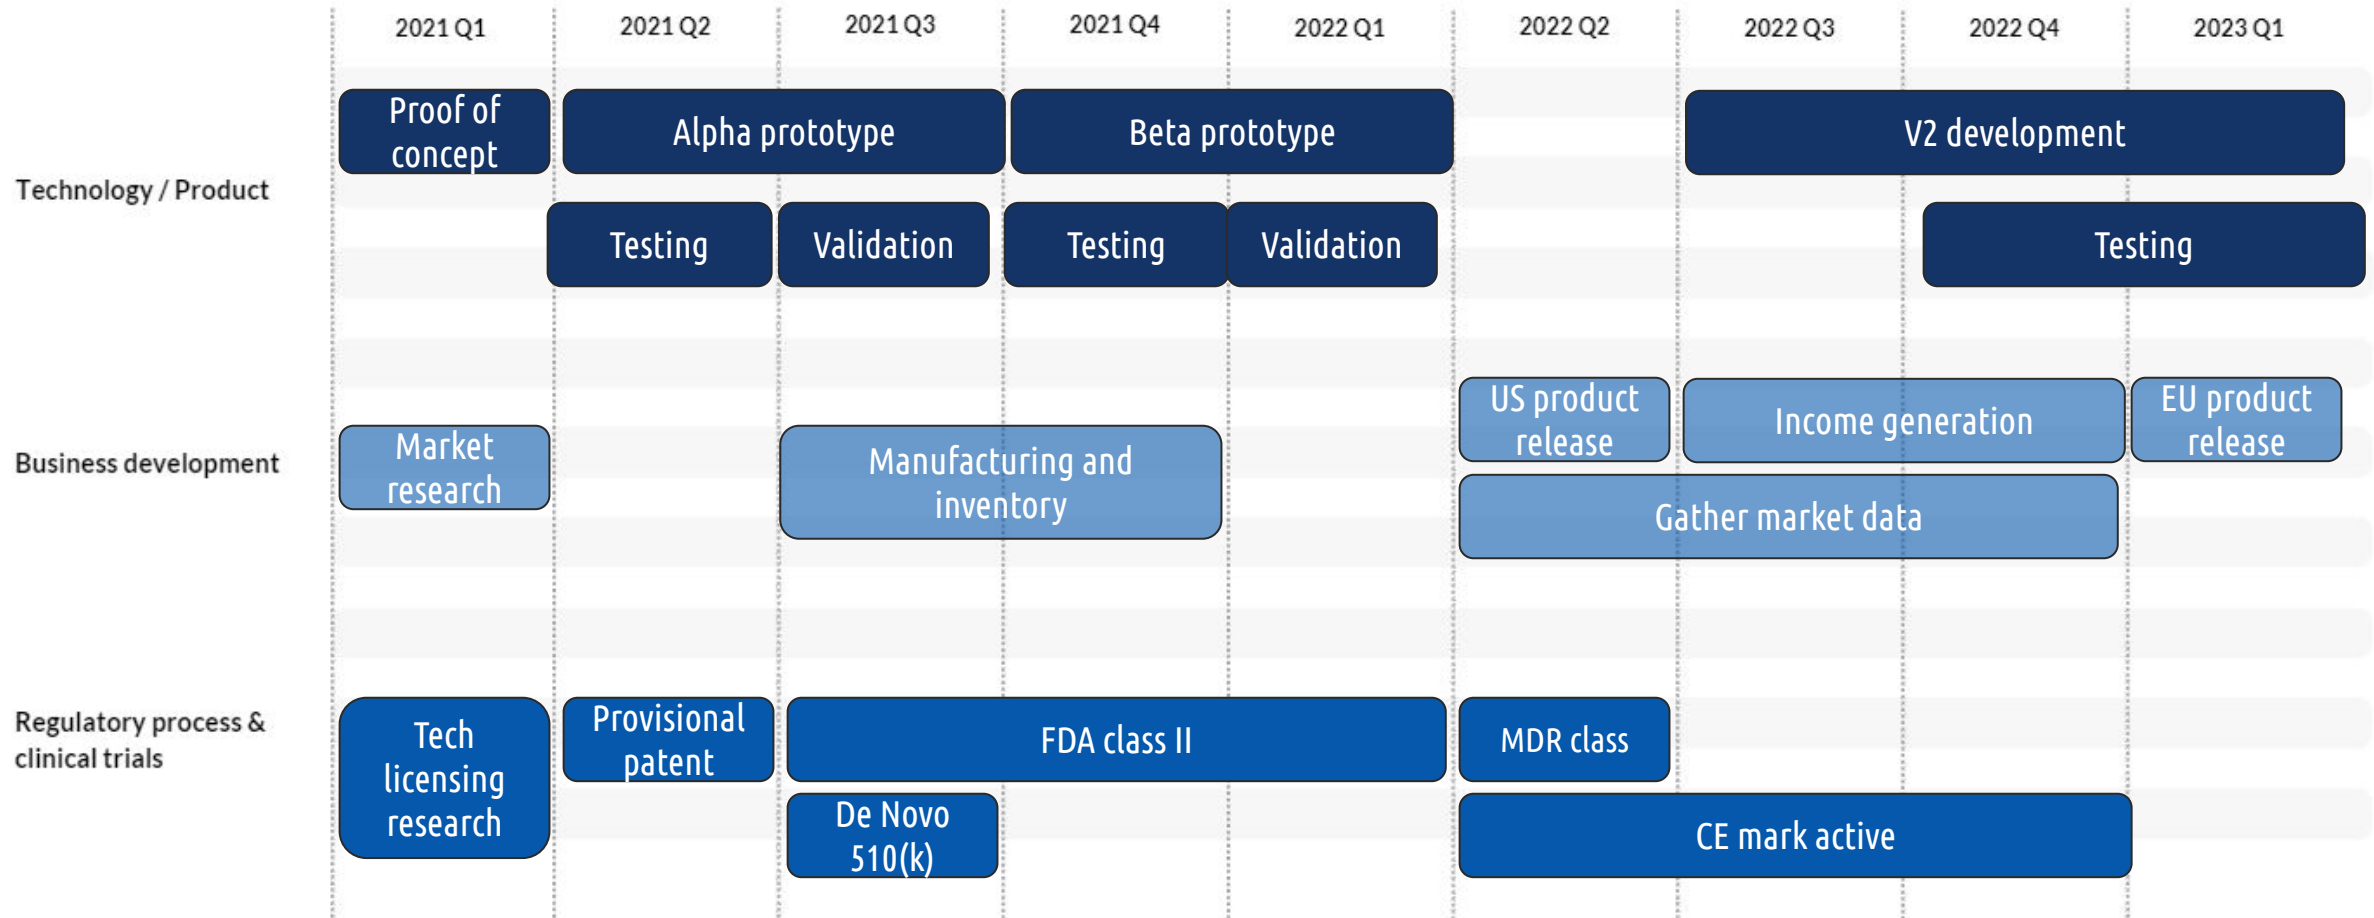 2021 Q1 2021 Q2 2021 Q3 2021 Q4 2022 Q1 2022 Q2 2022 Q3 2022 Q4 2023 Q1
Technology / Product
Proof of
concept
Alpha prototype
Beta prototype
V2 development
Testing
Validation
Testing
Validation
Testing
Business development
Market
research
Manufacturing and
inventory
US product
release
Income generation
EU product
release
Gather market data
Regulatory process &
clinical trials
Tech
licensing
research
Provisional
patent
FDA class II
MDR class
De Novo
510(k)
CE mark active